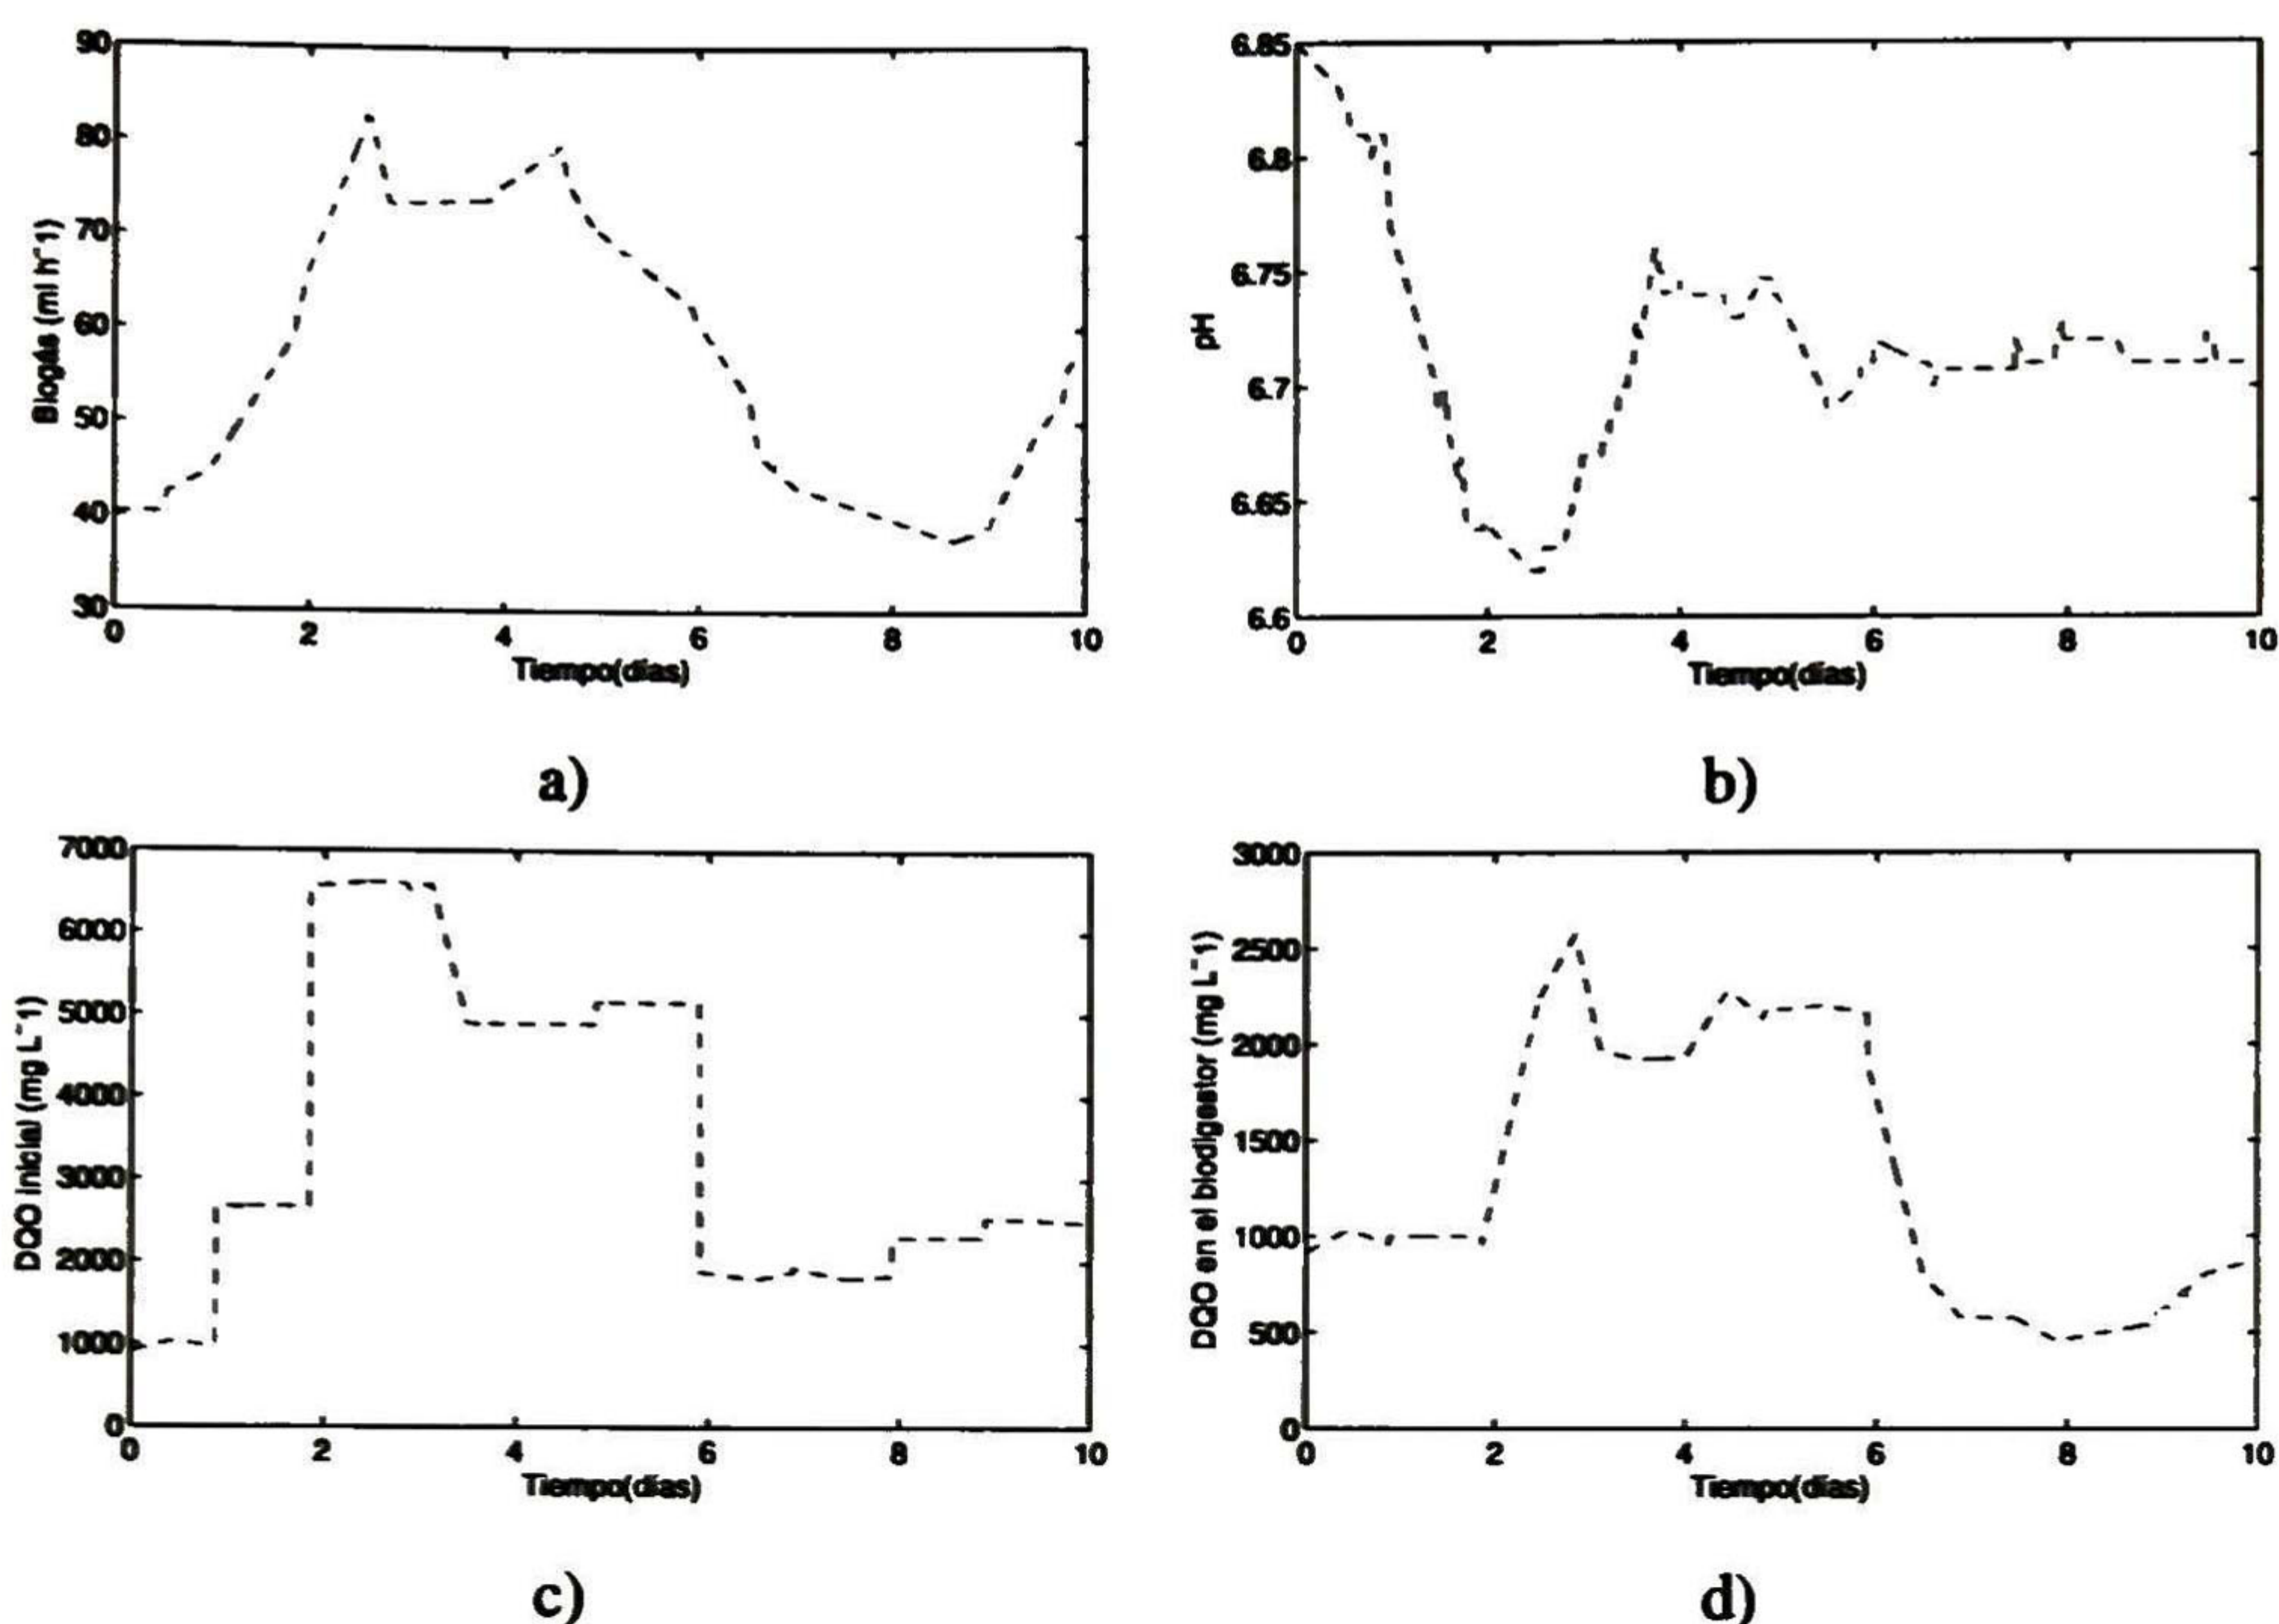 90
80
70
60
50
40
30
0 2 4 6 8 10
Biogás (ml h^-1)
Tiempo(días)
a)
6.85
6.8
6.75
6.7
6.65
6.6
0 2 4 6 8 10
pH
Tiempo(días)
b)
7000
6000
5000
4000
3000
2000
1000
0
0 2 4 6 8 10
DQO inicial (mg L^-1)
Tiempo(días)
c)
3000
2500
2000
1500
1000
500
0
0 2 4 6 8 10
DQO en el biodigestor (mg L^-1)
Tiempo(días)
d)